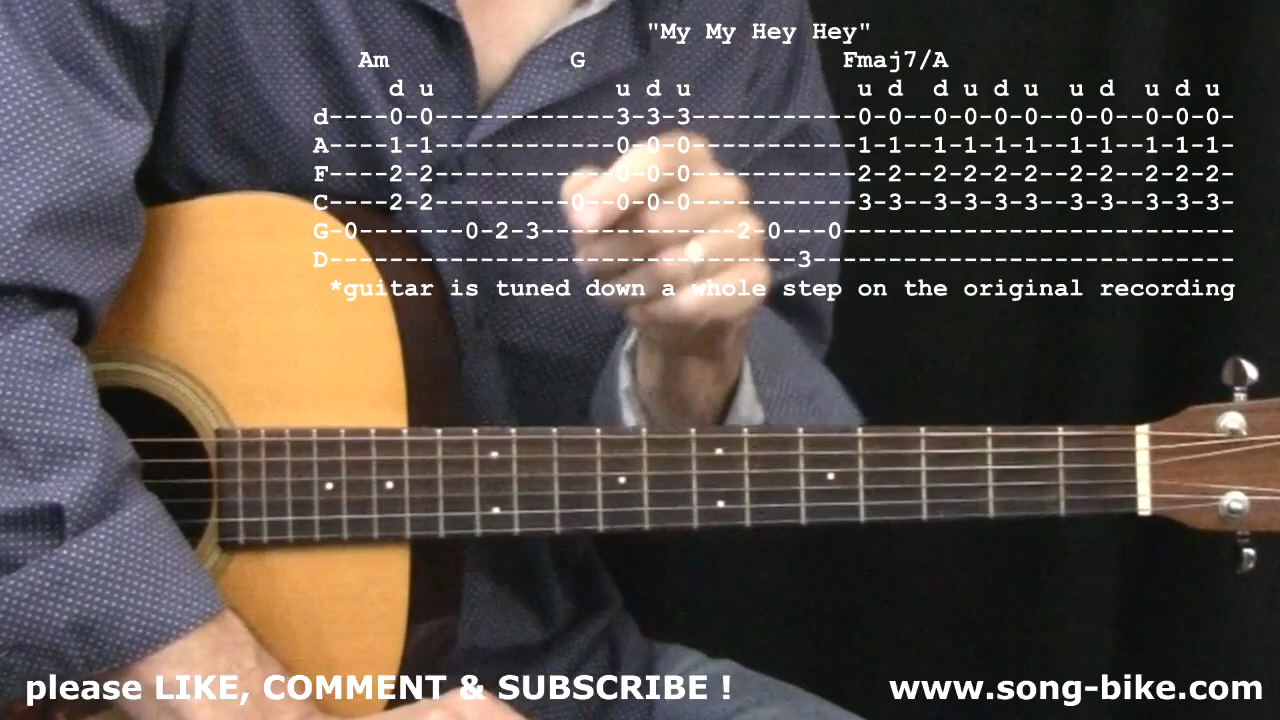 "My My Hey Hey"
Am G Fmaj7/A
d u u d u u d d u d u u d u d u
d----0-0------------3-3-3-----------0-0--0-0-0-0--0-0--0-0-0-
A----1-1------------0-0-0-----------1-1--1-1-1-1--1-1--1-1-1-
F----2-2------------0-0-0-----------2-2--2-2-2-2--2-2--2-2-2-
C----2-2---------0--0-0-0-----------3-3--3-3-3-3--3-3--3-3-3-
G-0-------0-2-3-------------2-0---0--------------------------
D-------------------------------3----------------------------
*guitar is tuned down a whole step on the original recording
please LIKE, COMMENT & SUBSCRIBE !
www.song-bike.com